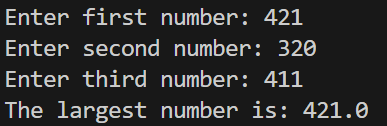 Enter first number: 421
Enter second number: 320
Enter third number: 411
The largest number is: 421.0